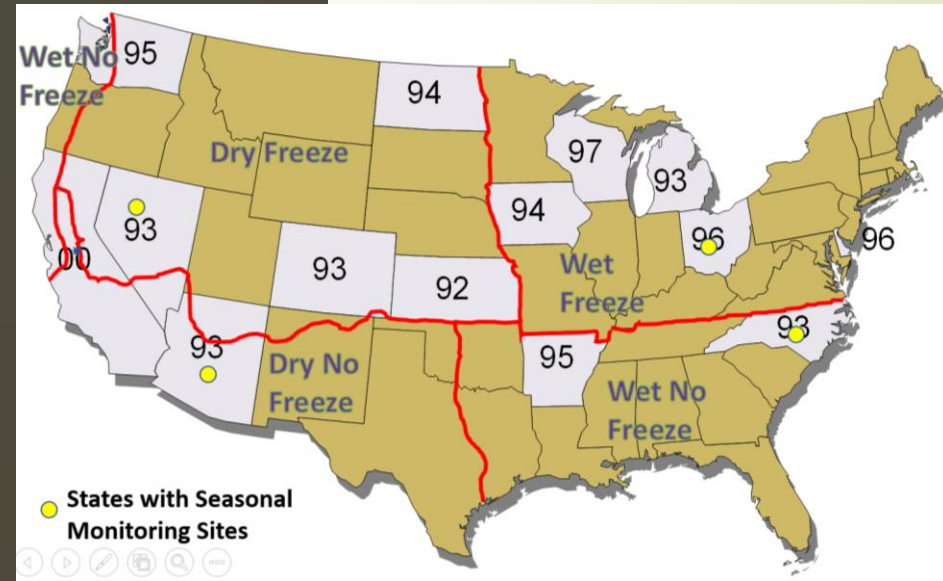 Wet No
Freeze
95
94
Dry Freeze
97
93
94
93
96
96
00
93
92
Wet
Freeze
93
93
95
Dry No
Freeze
Wet No
Freeze
States with Seasonal
Monitoring Sites